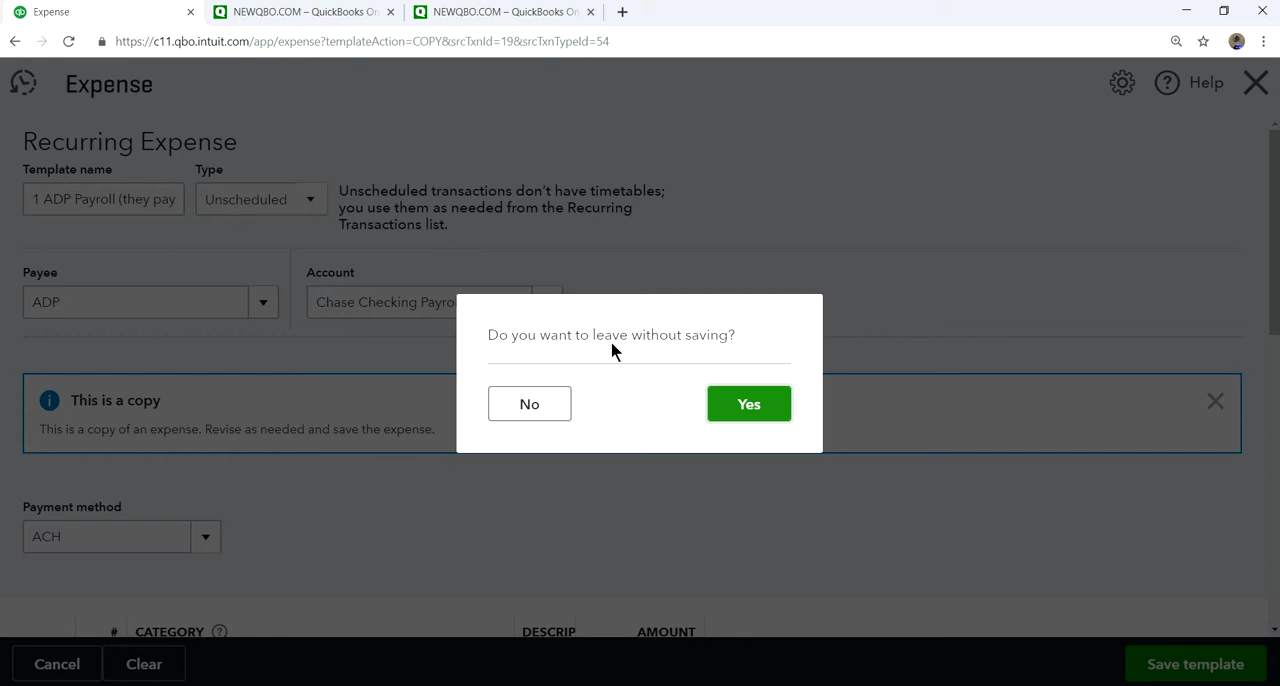 Expense
NEWQBO.COM – QuickBooks On
NEWQBO.COM – QuickBooks On
https://c11.qbo.intuit.com/app/expense?templateAction=COPY&srcTxnId=19&srcTxnTypeId=54
Expense
Help
Recurring Expense
Template name
Type
1 ADP Payroll (they pay
Unscheduled
Unscheduled transactions don't have timetables;
you use them as needed from the Recurring
Transactions list.
Payee
Account
ADP
Chase Checking Payro
Do you want to leave without saving?
No
Yes
This is a copy
This is a copy of an expense. Revise as needed and save the expense.
Payment method
ACH
# CATEGORY
DESCRIP
AMOUNT
Cancel
Clear
Save template